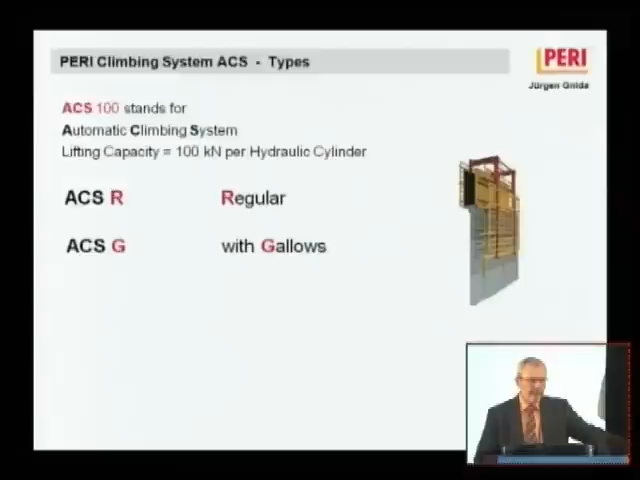 PERI Climbing System ACS - Types
PERI
Jürgen Gnida
ACS 100 stands for
Automatic Climbing System
Lifting Capacity = 100 kN per Hydraulic Cylinder
ACS R Regular
ACS G with Gallows